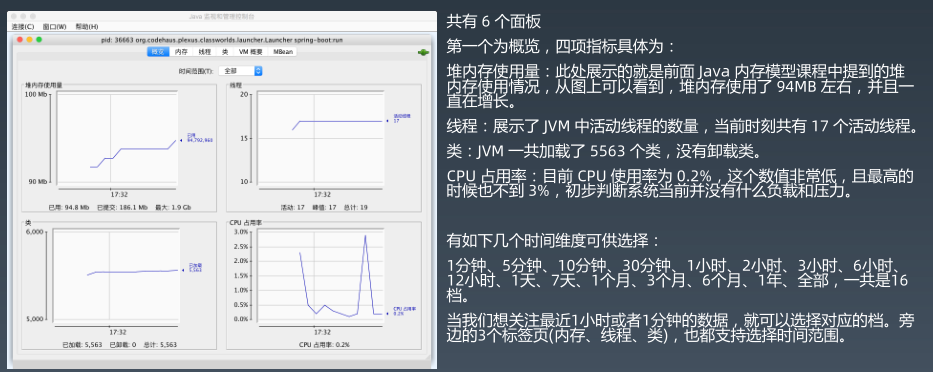 Java 监视和管理控制台
连接(C) 窗口(W) 帮助(H)
pid: 36663 org.codehaus.plexus.classworlds.launcher.Launcher spring-boot:run
概览 内存 线程 类 VM 概要 MBean
时间范围(T): 全部
堆内存使用量
100 Mb
90 Mb
已用
94,792,960
17:32
已用: 94.8 Mb 已提交: 186.1 Mb 最大: 1.9 Gb
线程
20
15
10
活动线程
17
17:32
活动: 17 峰值: 17 总计: 19
类
6,000
5,000
已加载
5,563
17:32
已加载: 5,563 已卸载: 0 总计: 5,563
CPU 占用率
3.0%
2.5%
2.0%
1.5%
1.0%
0.5%
0.0%
CPU 占用率
0.2%
17:32
CPU 占用率: 0.2%
共有 6 个面板
第一个为概览，四项指标具体为：
堆内存使用量：此处展示的就是前面 Java 内存模型课程中提到的堆
内存使用情况，从图上可以看到，堆内存使用了 94MB 左右，并且一
直在增长。
线程：展示了 JVM 中活动线程的数量，当前时刻共有 17 个活动线程。
类：JVM 一共加载了 5563 个类，没有卸载类。
CPU 占用率：目前 CPU 使用率为 0.2%，这个数值非常低，且最高的
时候也不到 3%，初步判断系统当前并没有什么负载和压力。
有如下几个时间维度可供选择：
1分钟、5分钟、10分钟、30分钟、1小时、2小时、3小时、6小时、
12小时、1天、7天、1个月、3个月、6个月、1年、全部，一共是16
档。
当我们想关注最近1小时或者1分钟的数据，就可以选择对应的档。旁
边的3个标签页(内存、线程、类)，也都支持选择时间范围。